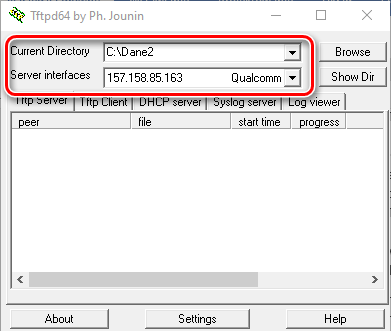 Tftpd64 by Ph. Jounin
Current Directory C:\Dane2 Browse
Server interfaces 157.158.85.163 Qualcomm Show Dir
Tftp Server Tftp Client DHCP server Syslog server Log viewer
peer file start time progress
About Settings Help